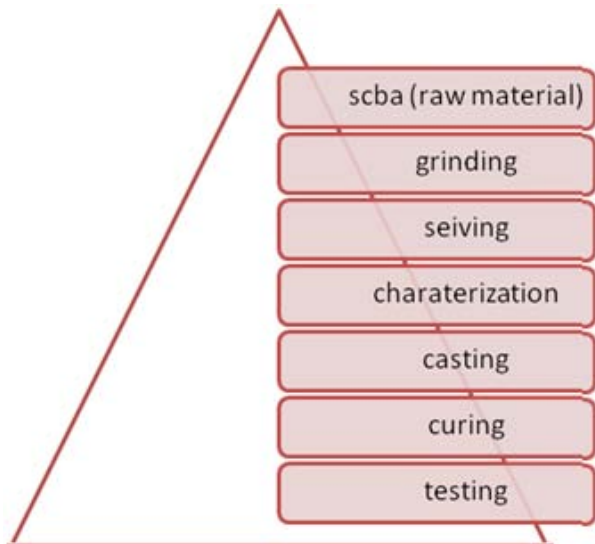 scba (raw material)
grinding
seiving
charaterization
casting
curing
testing